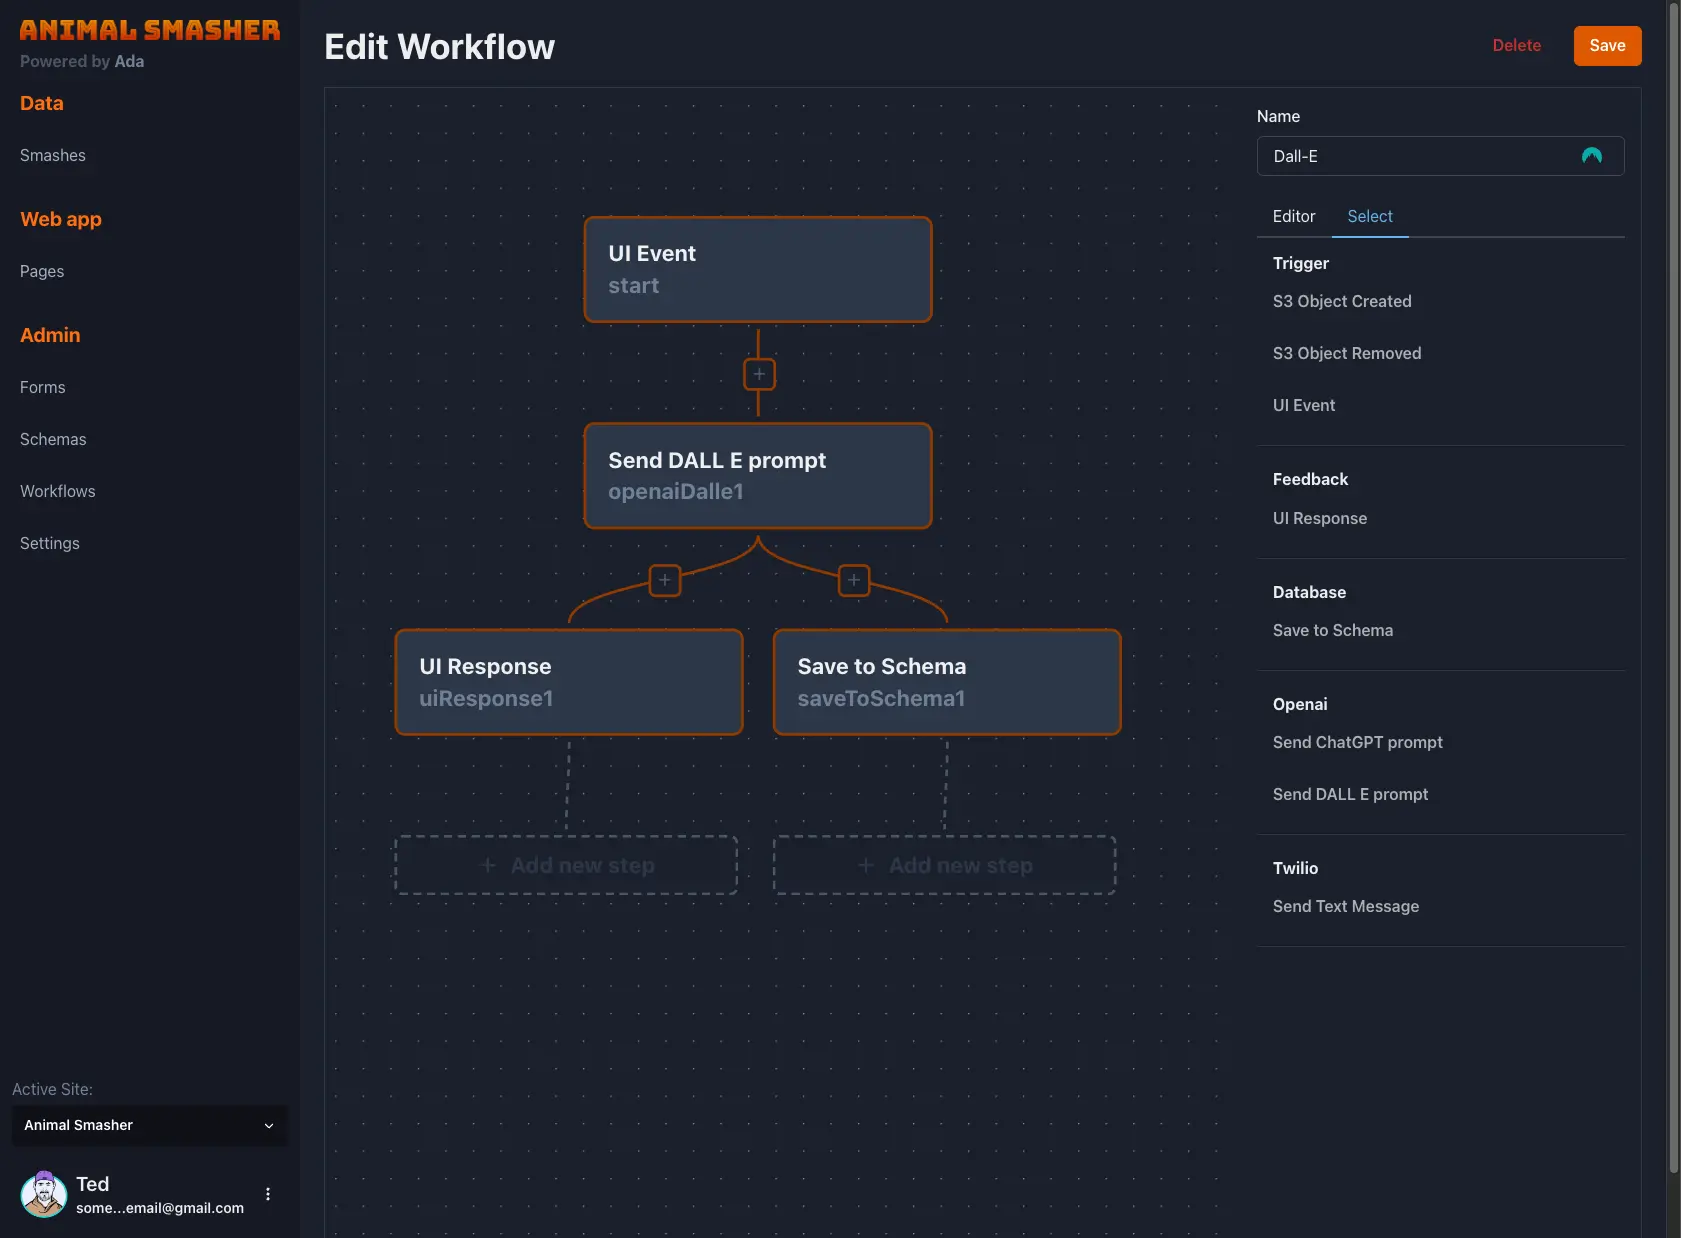 ANIMAL SMASHER
Powered by Ada
Data
Smashes
Web app
Pages
Admin
Forms
Schemas
Workflows
Settings
Active Site:
Animal Smasher
Ted
some...email@gmail.com
Edit Workflow
Delete
Save
UI Event
start
+
Send DALL E prompt
openaiDalle1
+
+
UI Response
uiResponse1
Save to Schema
saveToSchema1
+ Add new step
+ Add new step
Name
Dall-E
Editor
Select
Trigger
S3 Object Created
S3 Object Removed
UI Event
Feedback
UI Response
Database
Save to Schema
Openai
Send ChatGPT prompt
Send DALL E prompt
Twilio
Send Text Message